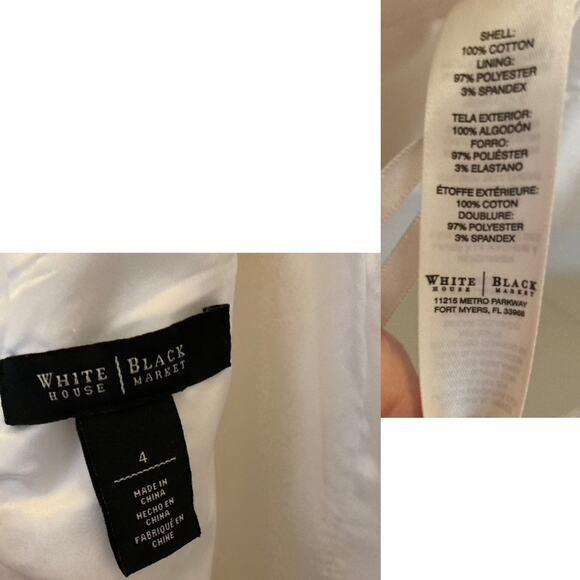 SHELL:
100% COTTON
LINING:
97% POLYESTER
3% SPANDEX
TELA EXTERIOR:
100% ALGODÓN
FORRO:
97% POLIÉSTER
3% ELASTANO
ÉTOFFE EXTÉRIEURE:
100% COTON
DOUBLURE:
97% POLYESTER
3% SPANDEX
WHITE | BLACK
HOUSE | MARKET
11215 METRO PARKWAY
FORT MYERS, FL 33966
WHITE | BLACK
HOUSE | MARKET
4
MADE IN
CHINA
HECHO EN
CHINA
FABRIQUÉ EN
CHINE